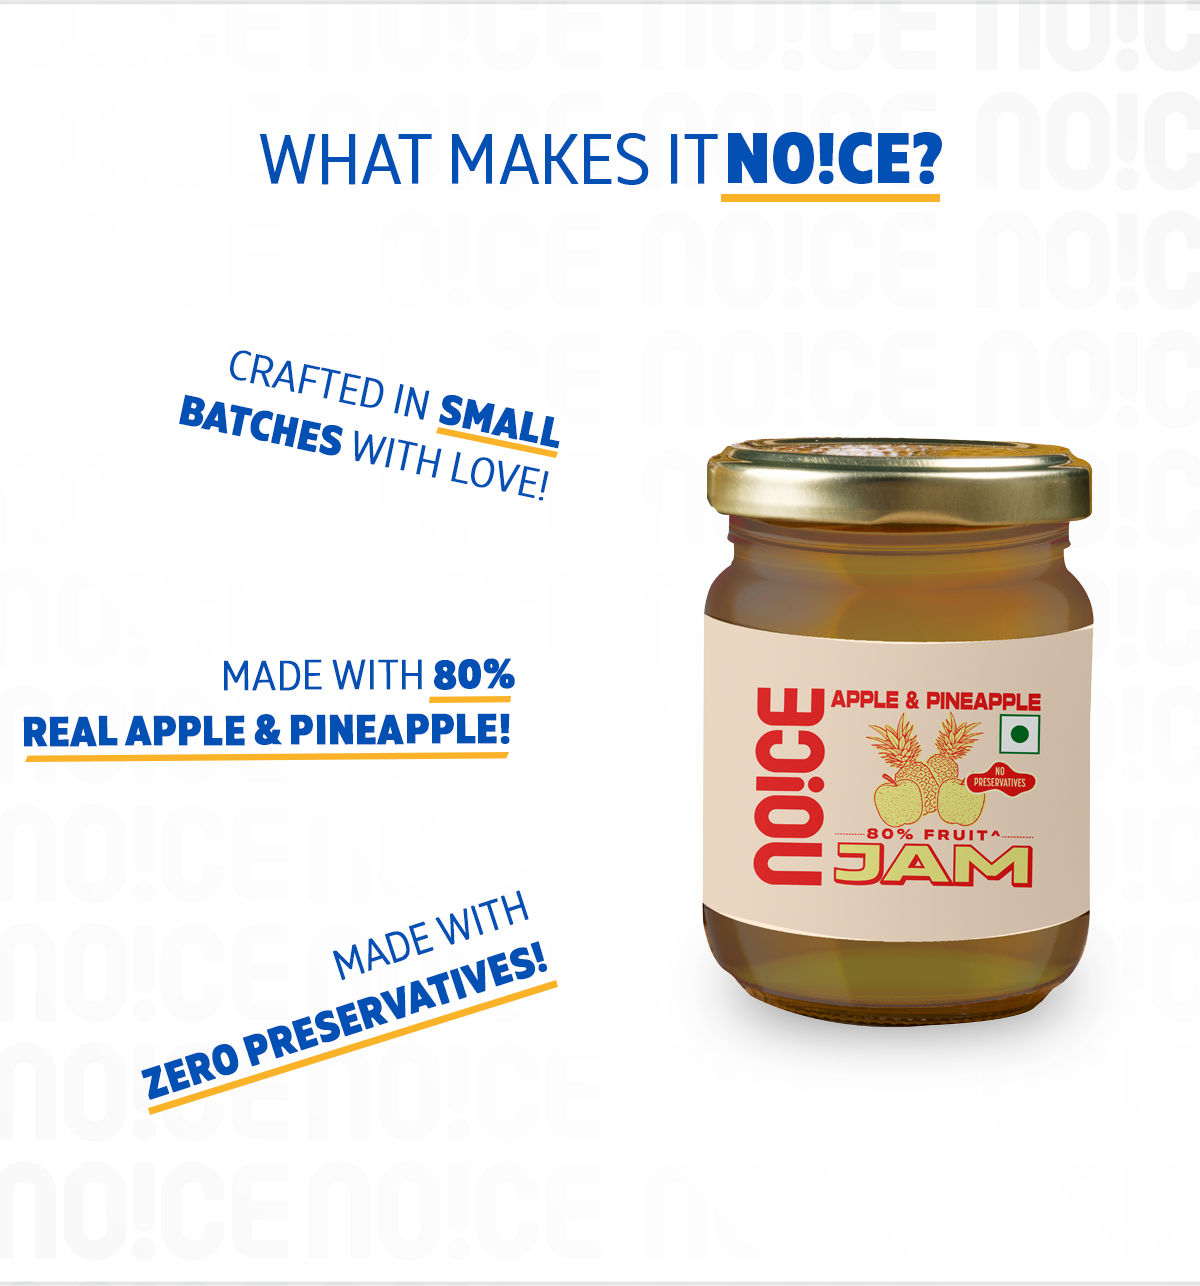 WHAT MAKES IT NO!CE?
CRAFTED IN SMALL
BATCHES WITH LOVE!
MADE WITH 80%
REAL APPLE & PINEAPPLE!
MADE WITH
ZERO PRESERVATIVES!
NO!CE
APPLE & PINEAPPLE
NO
PRESERVATIVES
80% FRUIT^
JAM